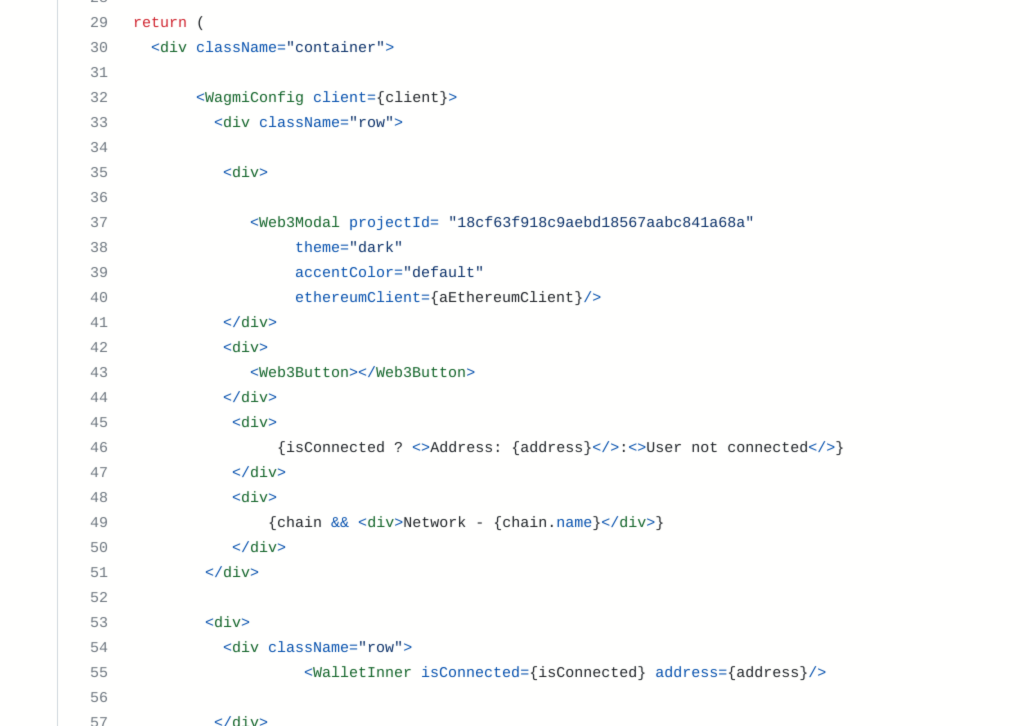 29 return (
30 <div className="container">
31
32 <WagmiConfig client={client}>
33 <div className="row">
34
35 <div>
36
37 <Web3Modal projectId= "18cf63f918c9aebd18567aabc841a68a"
38 theme="dark"
39 accentColor="default"
40 ethereumClient={aEthereumClient}/>
41 </div>
42 <div>
43 <Web3Button></Web3Button>
44 </div>
45 <div>
46 {isConnected ? <>Address: {address}</>:<>User not connected</>}
47 </div>
48 <div>
49 {chain && <div>Network - {chain.name}</div>}
50 </div>
51 </div>
52
53 <div>
54 <div className="row">
55 <WalletInner isConnected={isConnected} address={address}/>
56
57 </div>